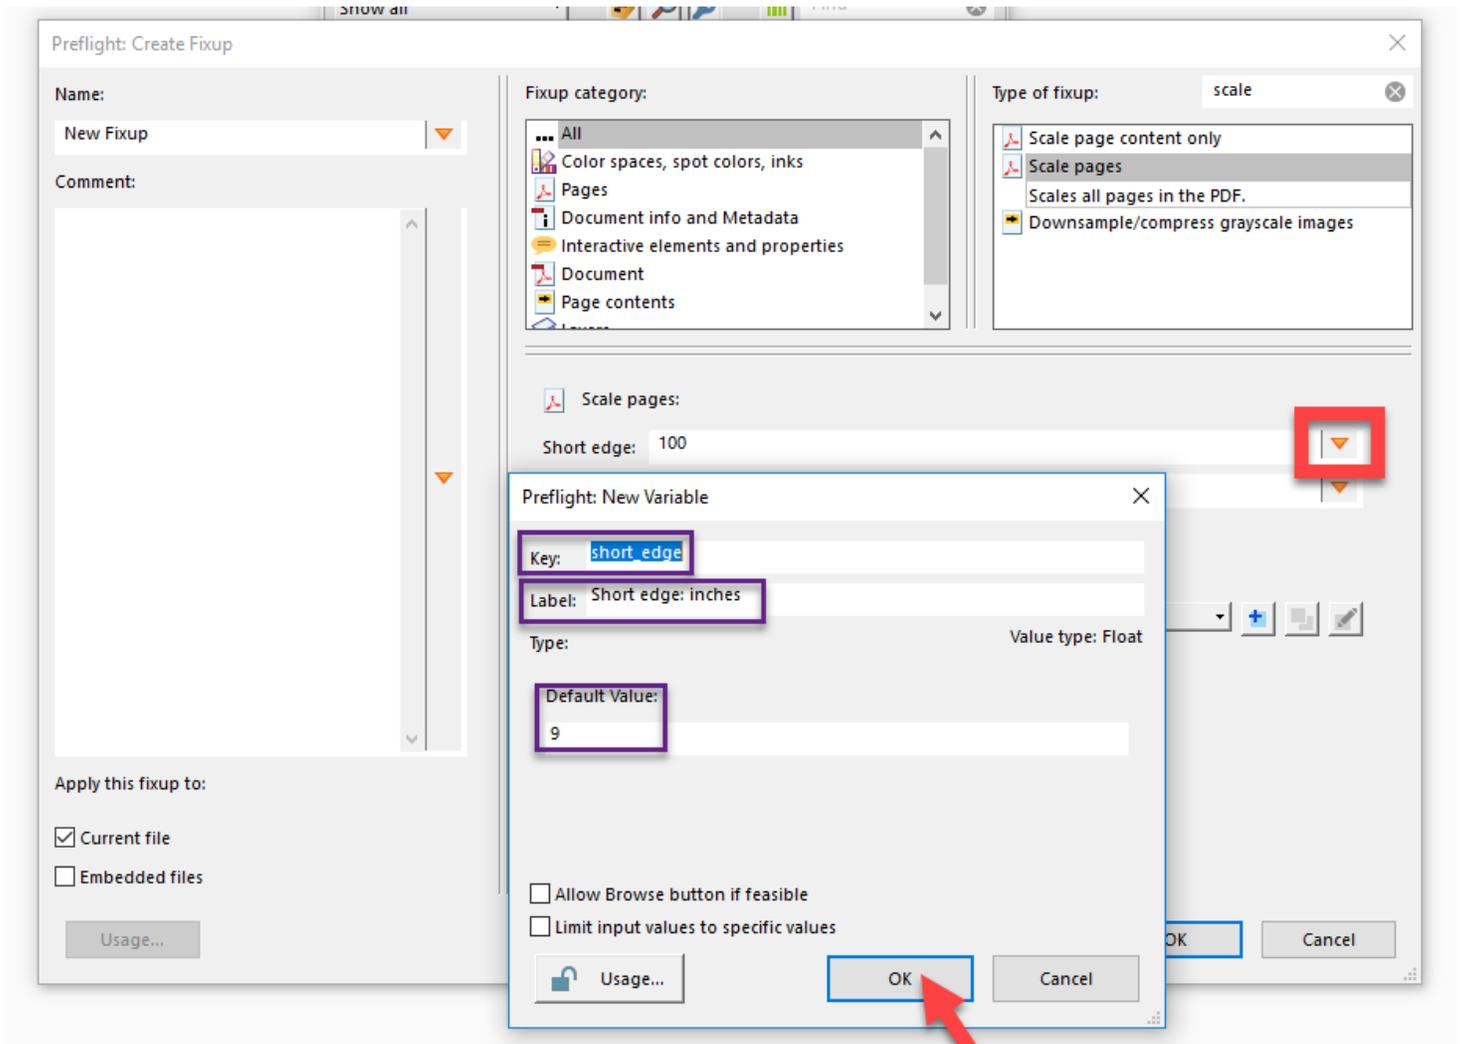 Show all
Find
Preflight: Create Fixup
Name:
New Fixup
Comment:
Apply this fixup to:
Current file
Embedded files
Usage...
Fixup category:
All
Color spaces, spot colors, inks
Pages
Document info and Metadata
Interactive elements and properties
Document
Page contents
Layers
Type of fixup:
scale
Scale page content only
Scale pages
Scales all pages in the PDF.
Downsample/compress grayscale images
Scale pages:
Short edge: 100
Preflight: New Variable
Key: short_edge
Label: Short edge: inches
Type:
Value type: Float
Default Value:
9
Allow Browse button if feasible
Limit input values to specific values
Usage...
OK
Cancel
OK
Cancel